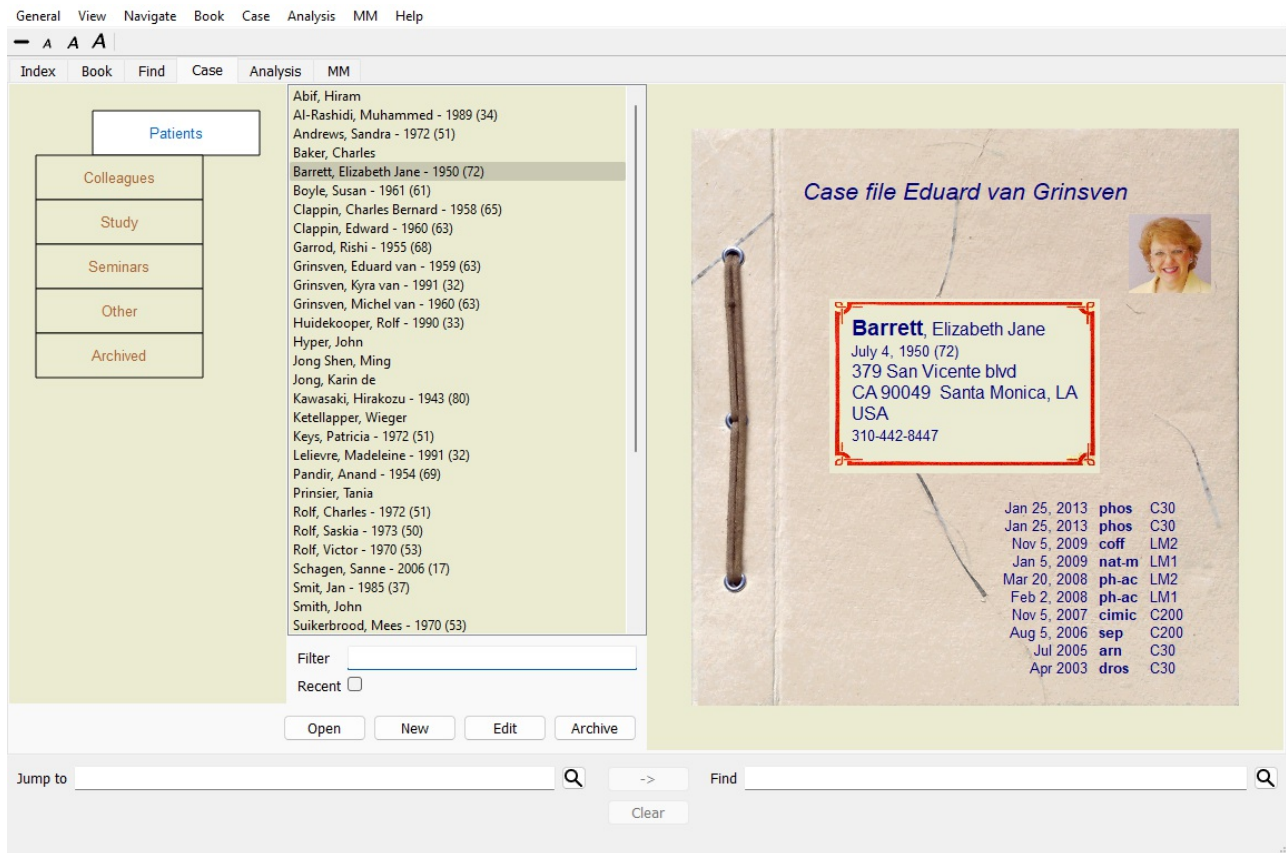 General View Navigate Book Case Analysis MM Help
A A A
Index Book Find Case Analysis MM
Patients
Colleagues
Study
Seminars
Other
Archived
Abif, Hiram
Al-Rashidi, Muhammed - 1989 (34)
Andrews, Sandra - 1972 (51)
Baker, Charles
Barrett, Elizabeth Jane - 1950 (72)
Boyle, Susan - 1961 (61)
Clappin, Charles Bernard - 1958 (65)
Clappin, Edward - 1960 (63)
Garrod, Rishi - 1955 (68)
Grinsven, Eduard van - 1959 (63)
Grinsven, Kyra van - 1991 (32)
Grinsven, Michel van - 1960 (63)
Huidekooper, Rolf - 1990 (33)
Hyper, John
Jong Shen, Ming
Jong, Karin de
Kawasaki, Hirakozu - 1943 (80)
Ketellapper, Wieger
Keys, Patricia - 1972 (51)
Lelievre, Madeleine - 1991 (32)
Pandir, Anand - 1954 (69)
Prinsier, Tania
Rolf, Charles - 1972 (51)
Rolf, Saskia - 1973 (50)
Rolf, Victor - 1970 (53)
Schagen, Sanne - 2006 (17)
Smit, Jan - 1985 (37)
Smith, John
Suikerbrood, Mees - 1970 (53)
Filter
Recent
Open New Edit Archive
Case file Eduard van Grinsven
Barrett, Elizabeth Jane
July 4, 1950 (72)
379 San Vicente blvd
CA 90049 Santa Monica, LA
USA
310-442-8447
Jan 25, 2013 phos C30
Jan 25, 2013 phos C30
Nov 5, 2009 coff LM2
Jan 5, 2009 nat-m LM1
Mar 20, 2008 ph-ac LM2
Feb 2, 2008 ph-ac LM1
Nov 5, 2007 cimic C200
Aug 5, 2006 sep C200
Jul 2005 arn C30
Apr 2003 dros C30
Jump to -> Find
Clear